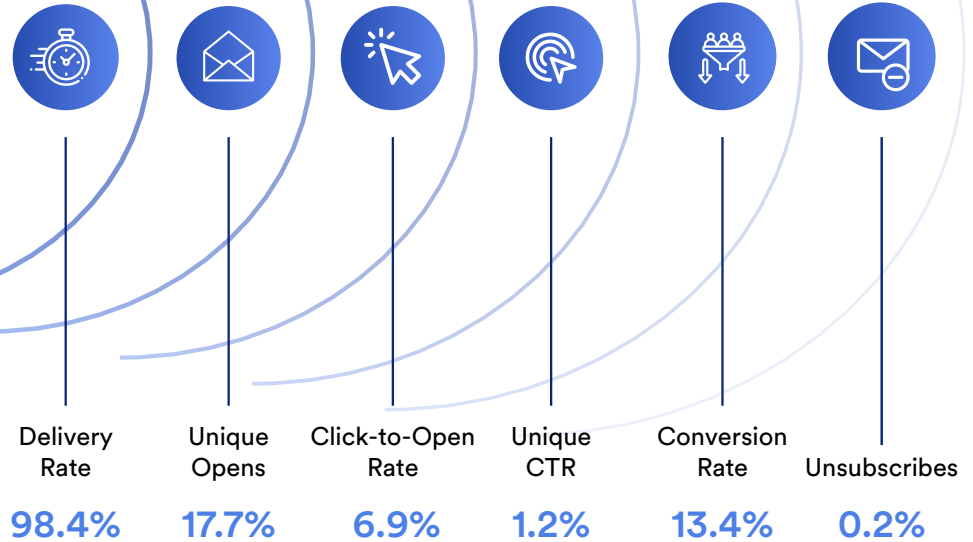 Delivery
Rate
98.4%
Unique
Opens
17.7%
Click-to-Open
Rate
6.9%
Unique
CTR
1.2%
Conversion
Rate
13.4%
Unsubscribes
0.2%